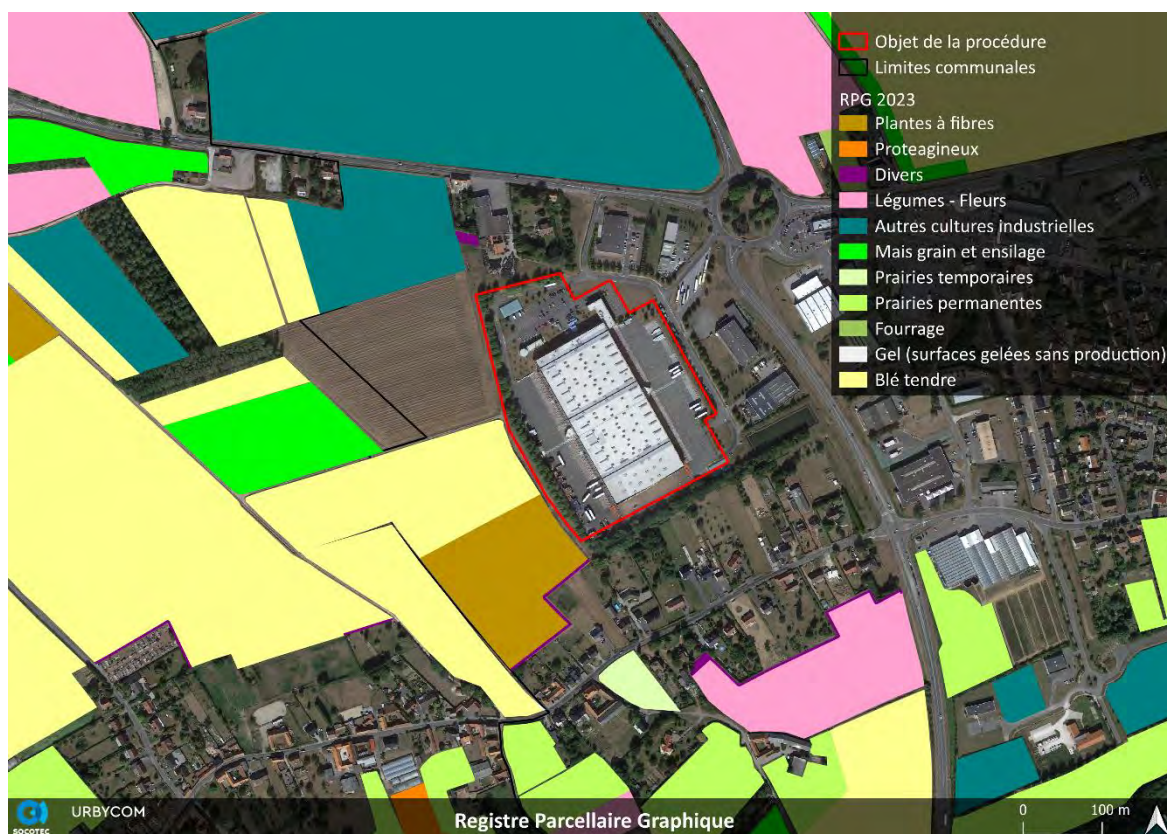 Objet de la procédure
Limites communales
RPG 2023
Plantes à fibres
Proteagineux
Divers
Légumes - Fleurs
Autres cultures industrielles
Mais grain et ensilage
Prairies temporaires
Prairies permanentes
Fourrage
Gel (surfaces gelées sans production)
Blé tendre
SOCOTEC
URBYCOM
Registre Parcellaire Graphique
0 100 m